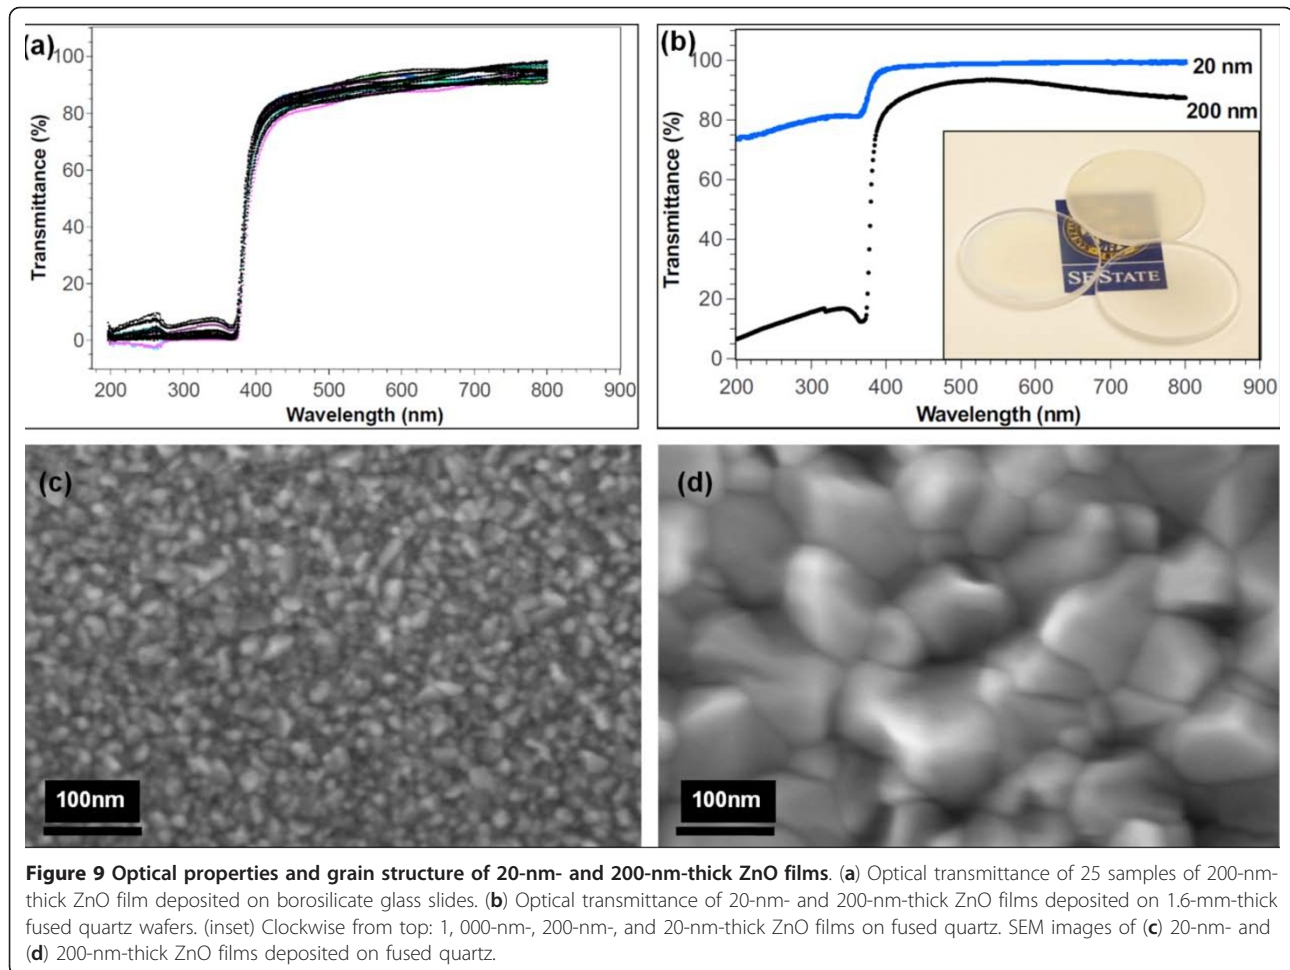 (a)
100
80
60
40
20
0
Transmittance (%)
200 300 400 500 600 700 800 900
Wavelength (nm)
(b)
100
80
60
40
20
0
Transmittance (%)
20 nm
200 nm
STATE
200 300 400 500 600 700 800 900
Wavelength (nm)
(c)
100nm
(d)
100nm
Figure 9 Optical properties and grain structure of 20-nm- and 200-nm-thick ZnO films. (a) Optical transmittance of 25 samples of 200-nm-
thick ZnO film deposited on borosilicate glass slides. (b) Optical transmittance of 20-nm- and 200-nm-thick ZnO films deposited on 1.6-mm-thick
fused quartz wafers. (inset) Clockwise from top: 1, 000-nm-, 200-nm-, and 20-nm-thick ZnO films on fused quartz. SEM images of (c) 20-nm- and
(d) 200-nm-thick ZnO films deposited on fused quartz.